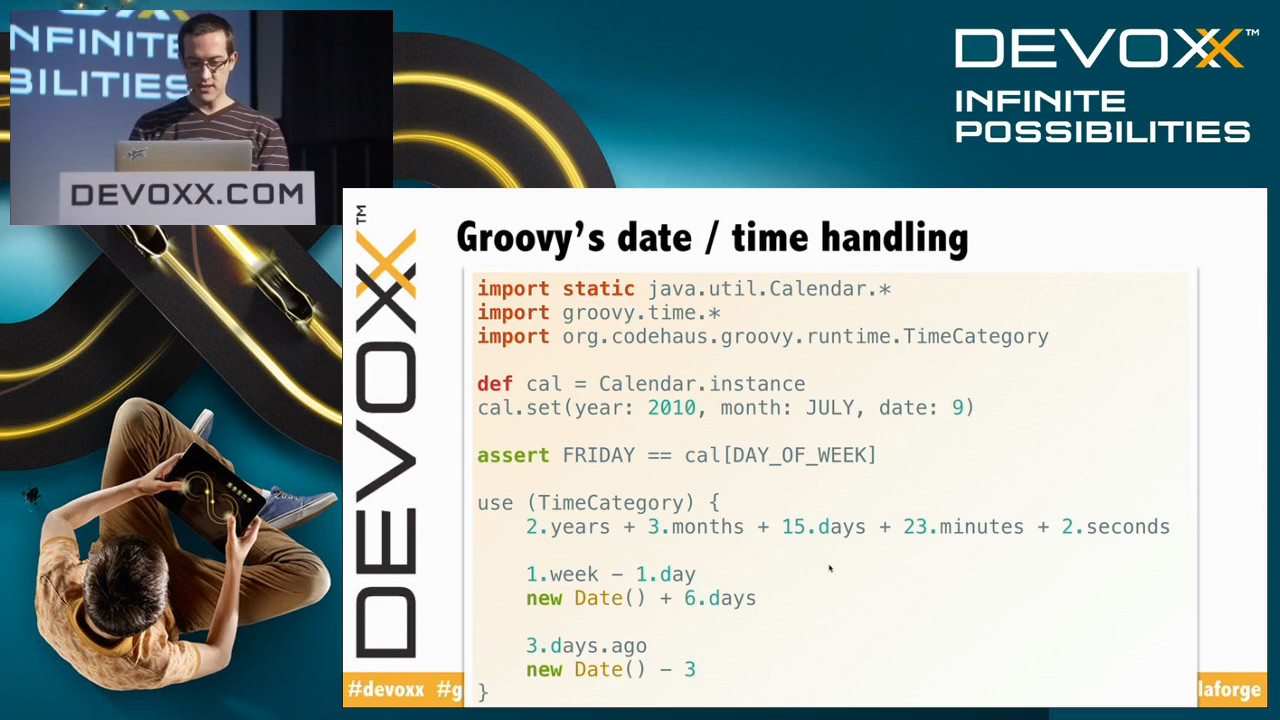 NFINITE
BILITIES
DEVOXX.COM
DEVOXX™
INFINITE
POSSIBILITIES
DEVOXX™
Groovy’s date / time handling
import static java.util.Calendar.*
import groovy.time.*
import org.codehaus.groovy.runtime.TimeCategory
def cal = Calendar.instance
cal.set(year: 2010, month: JULY, date: 9)
assert FRIDAY == cal[DAY_OF_WEEK]
use (TimeCategory) {
2.years + 3.months + 15.days + 23.minutes + 2.seconds
1.week - 1.day
new Date() + 6.days
3.days.ago
new Date() - 3
}
#devoxx #g
laforge